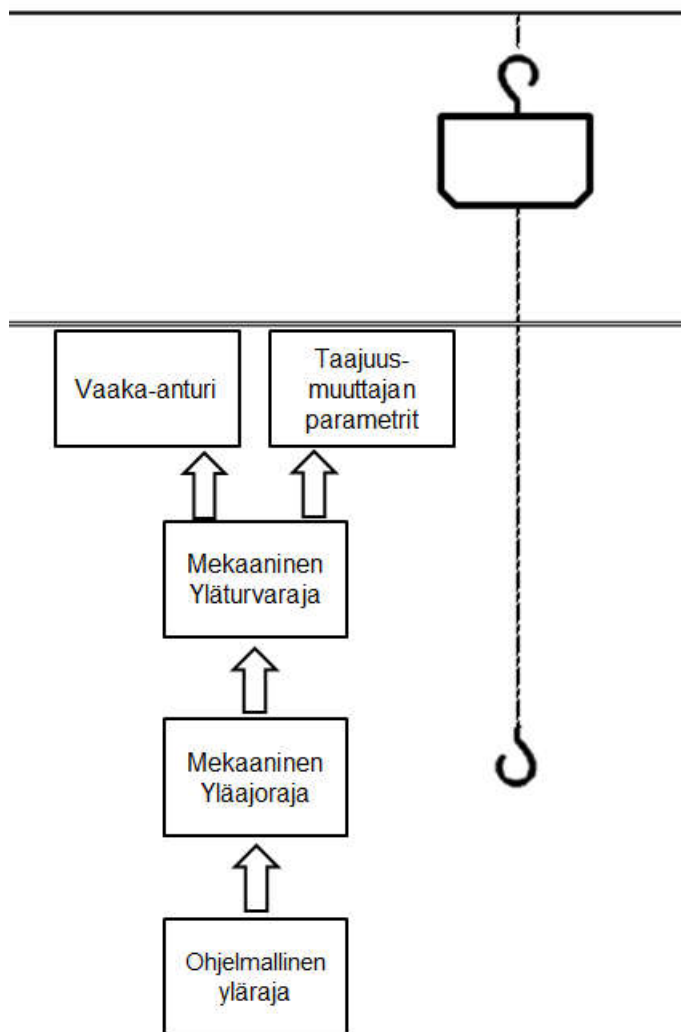 Vaaka-anturi
Taajuus-
muuttajan
parametrit
Mekaaninen
Yläturvaraja
Mekaaninen
Yläajoraja
Ohjelmallinen
yläraja